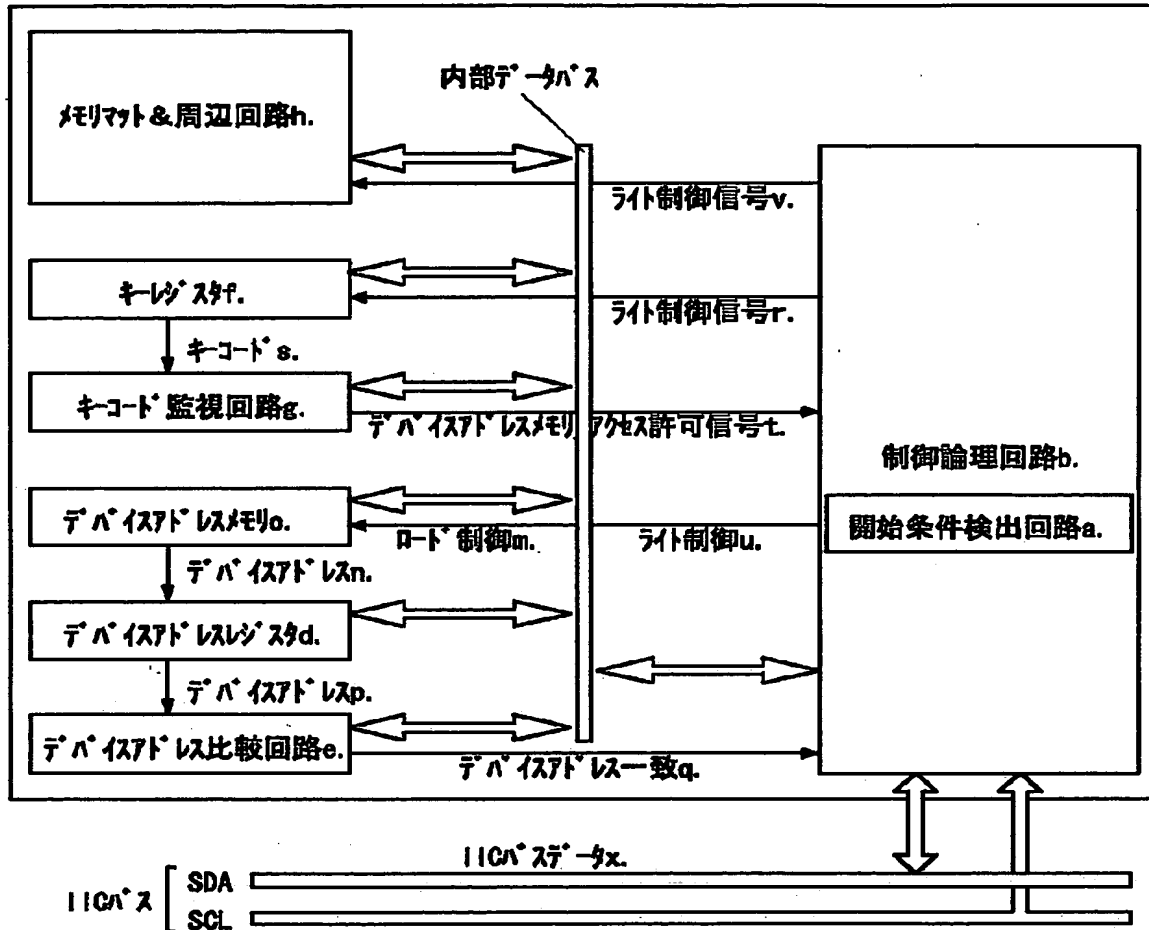 内部データバス
メモリマット&周辺回路h.
ライト制御信号v.
キーレジスタf.
ライト制御信号r.
キーコードs.
キーコード監視回路g.
デバイスアドレスメモリアクセス許可信号t.
制御論理回路b.
デバイスアドレスメモリc.
ロード制御m.
ライト制御u.
開始条件検出回路a.
デバイスアドレスn.
デバイスアドレスレジスタd.
デバイスアドレスp.
デバイスアドレス比較回路e.
デバイスアドレス一致q.
IICバスデータx.
IICバス
SDA
SCL